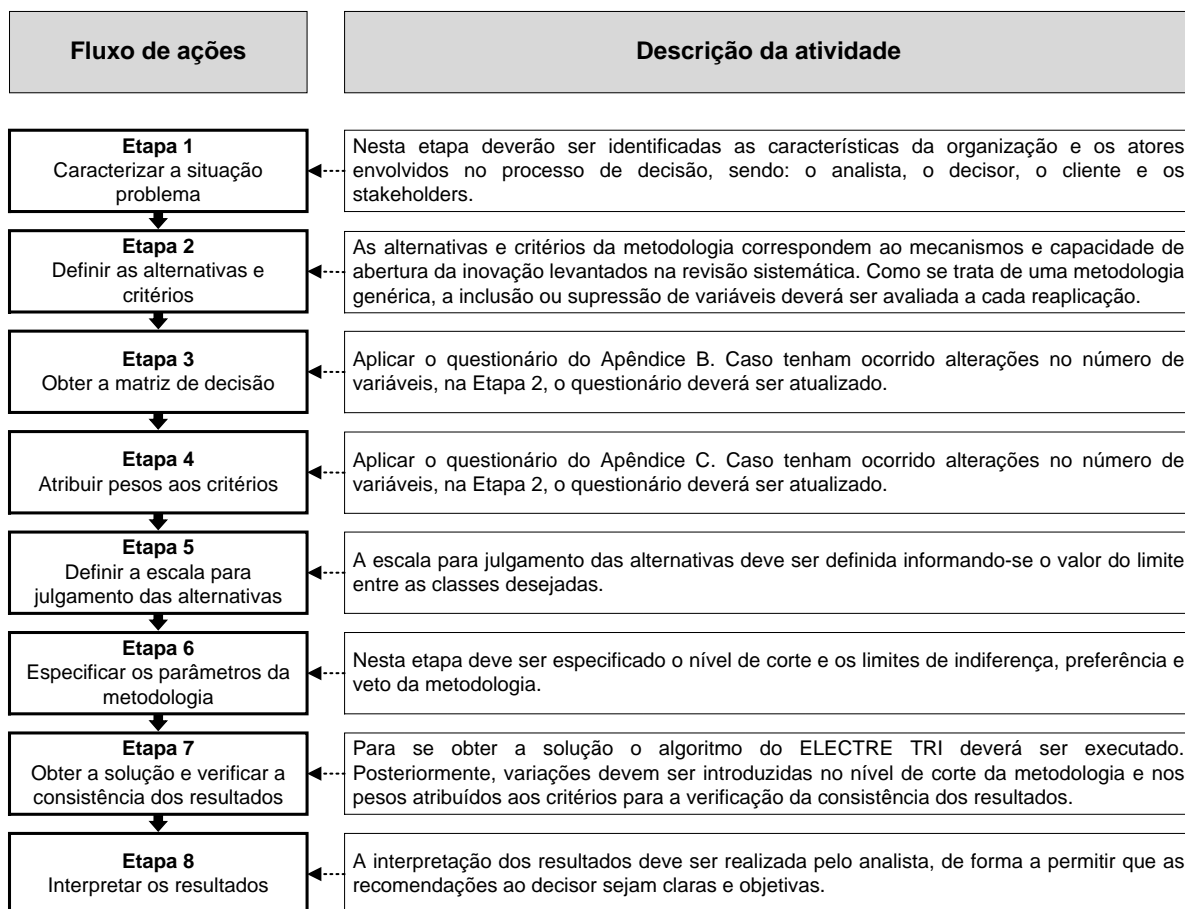 Fluxo de ações
Descrição da atividade
Etapa 1
Caracterizar a situação
problema
Nesta etapa deverão ser identificadas as características da organização e os atores
envolvidos no processo de decisão, sendo: o analista, o decisor, o cliente e os
stakeholders.
Etapa 2
Definir as alternativas e
critérios
As alternativas e critérios da metodologia correspondem ao mecanismos e capacidade de
abertura da inovação levantados na revisão sistemática. Como se trata de uma metodologia
genérica, a inclusão ou supressão de variáveis deverá ser avaliada a cada reaplicação.
Etapa 3
Obter a matriz de decisão
Aplicar o questionário do Apêndice B. Caso tenham ocorrido alterações no número de
variáveis, na Etapa 2, o questionário deverá ser atualizado.
Etapa 4
Atribuir pesos aos critérios
Aplicar o questionário do Apêndice C. Caso tenham ocorrido alterações no número de
variáveis, na Etapa 2, o questionário deverá ser atualizado.
Etapa 5
Definir a escala para
julgamento das alternativas
A escala para julgamento das alternativas deve ser definida informando-se o valor do limite
entre as classes desejadas.
Etapa 6
Especificar os parâmetros da
metodologia
Nesta etapa deve ser especificado o nível de corte e os limites de indiferença, preferência e
veto da metodologia.
Etapa 7
Obter a solução e verificar a
consistência dos resultados
Para se obter a solução o algoritmo do ELECTRE TRI deverá ser executado.
Posteriormente, variações devem ser introduzidas no nível de corte da metodologia e nos
pesos atribuídos aos critérios para a verificação da consistência dos resultados.
Etapa 8
Interpretar os resultados
A interpretação dos resultados deve ser realizada pelo analista, de forma a permitir que as
recomendações ao decisor sejam claras e objetivas.